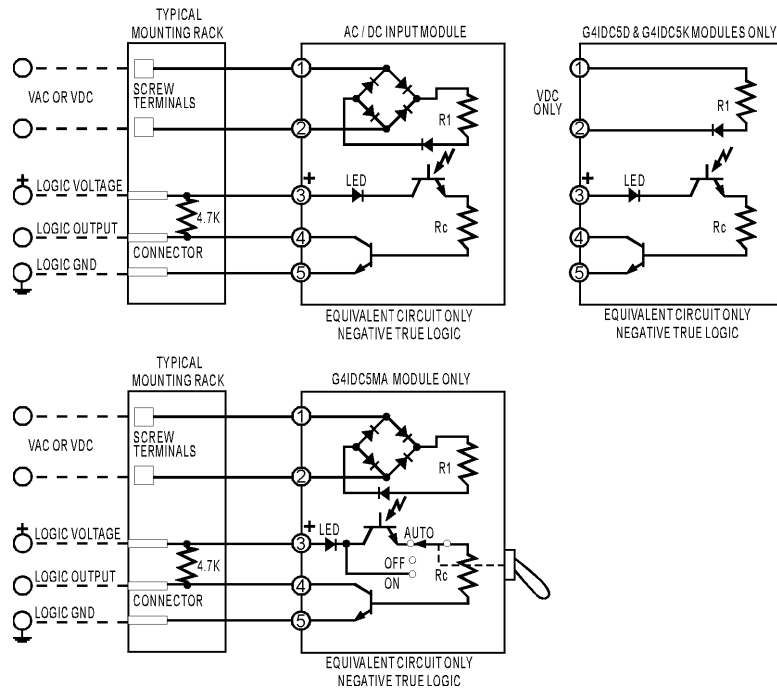 TYPICAL
MOUNTING RACK
AC / DC INPUT MODULE
G4IDC5D & G4IDC5K MODULES ONLY
1
VAC OR VDC
SCREW
TERMINALS
R1
2
+
LOGIC VOLTAGE
3
+
LED
4.7K
LOGIC OUTPUT
4
Rc
CONNECTOR
LOGIC GND
5
EQUIVALENT CIRCUIT ONLY
NEGATIVE TRUE LOGIC
1
VDC
ONLY
R1
2
3
+
LED
Rc
4
5
EQUIVALENT CIRCUIT ONLY
NEGATIVE TRUE LOGIC
TYPICAL
MOUNTING RACK
G4IDC5MA MODULE ONLY
1
VAC OR VDC
SCREW
TERMINALS
R1
2
+
LOGIC VOLTAGE
3
+
LED
AUTO
4.7K
OFF
ON
Rc
LOGIC OUTPUT
4
CONNECTOR
LOGIC GND
5
EQUIVALENT CIRCUIT ONLY
NEGATIVE TRUE LOGIC